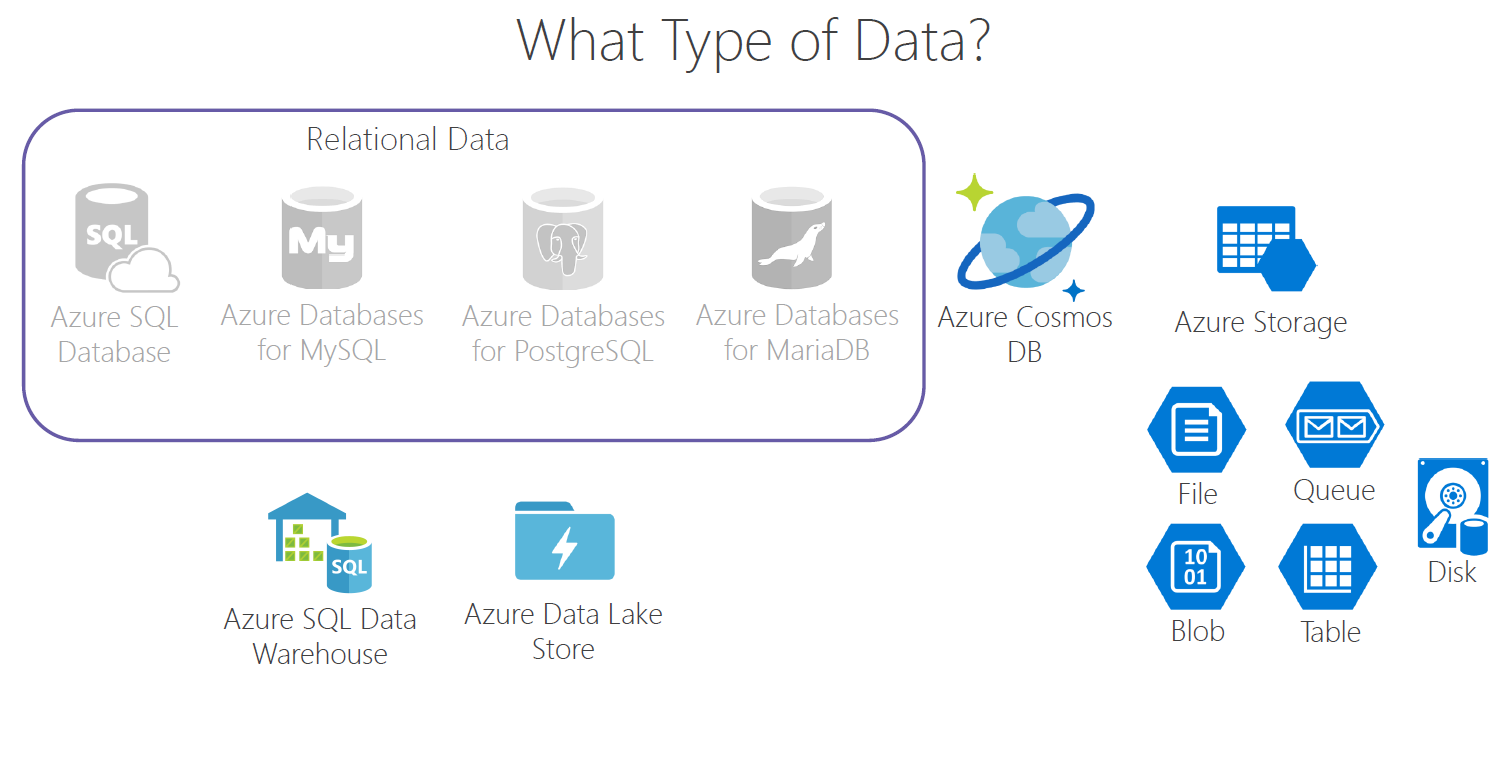 What Type of Data?
Relational Data
SQL
My
Azure SQL
Database
Azure Databases
for MySQL
Azure Databases
for PostgreSQL
Azure Databases
for MariaDB
Azure Cosmos
DB
Azure Storage
File
Queue
10
01
Blob
Table
Disk
SQL
Azure SQL Data
Warehouse
Azure Data Lake
Store